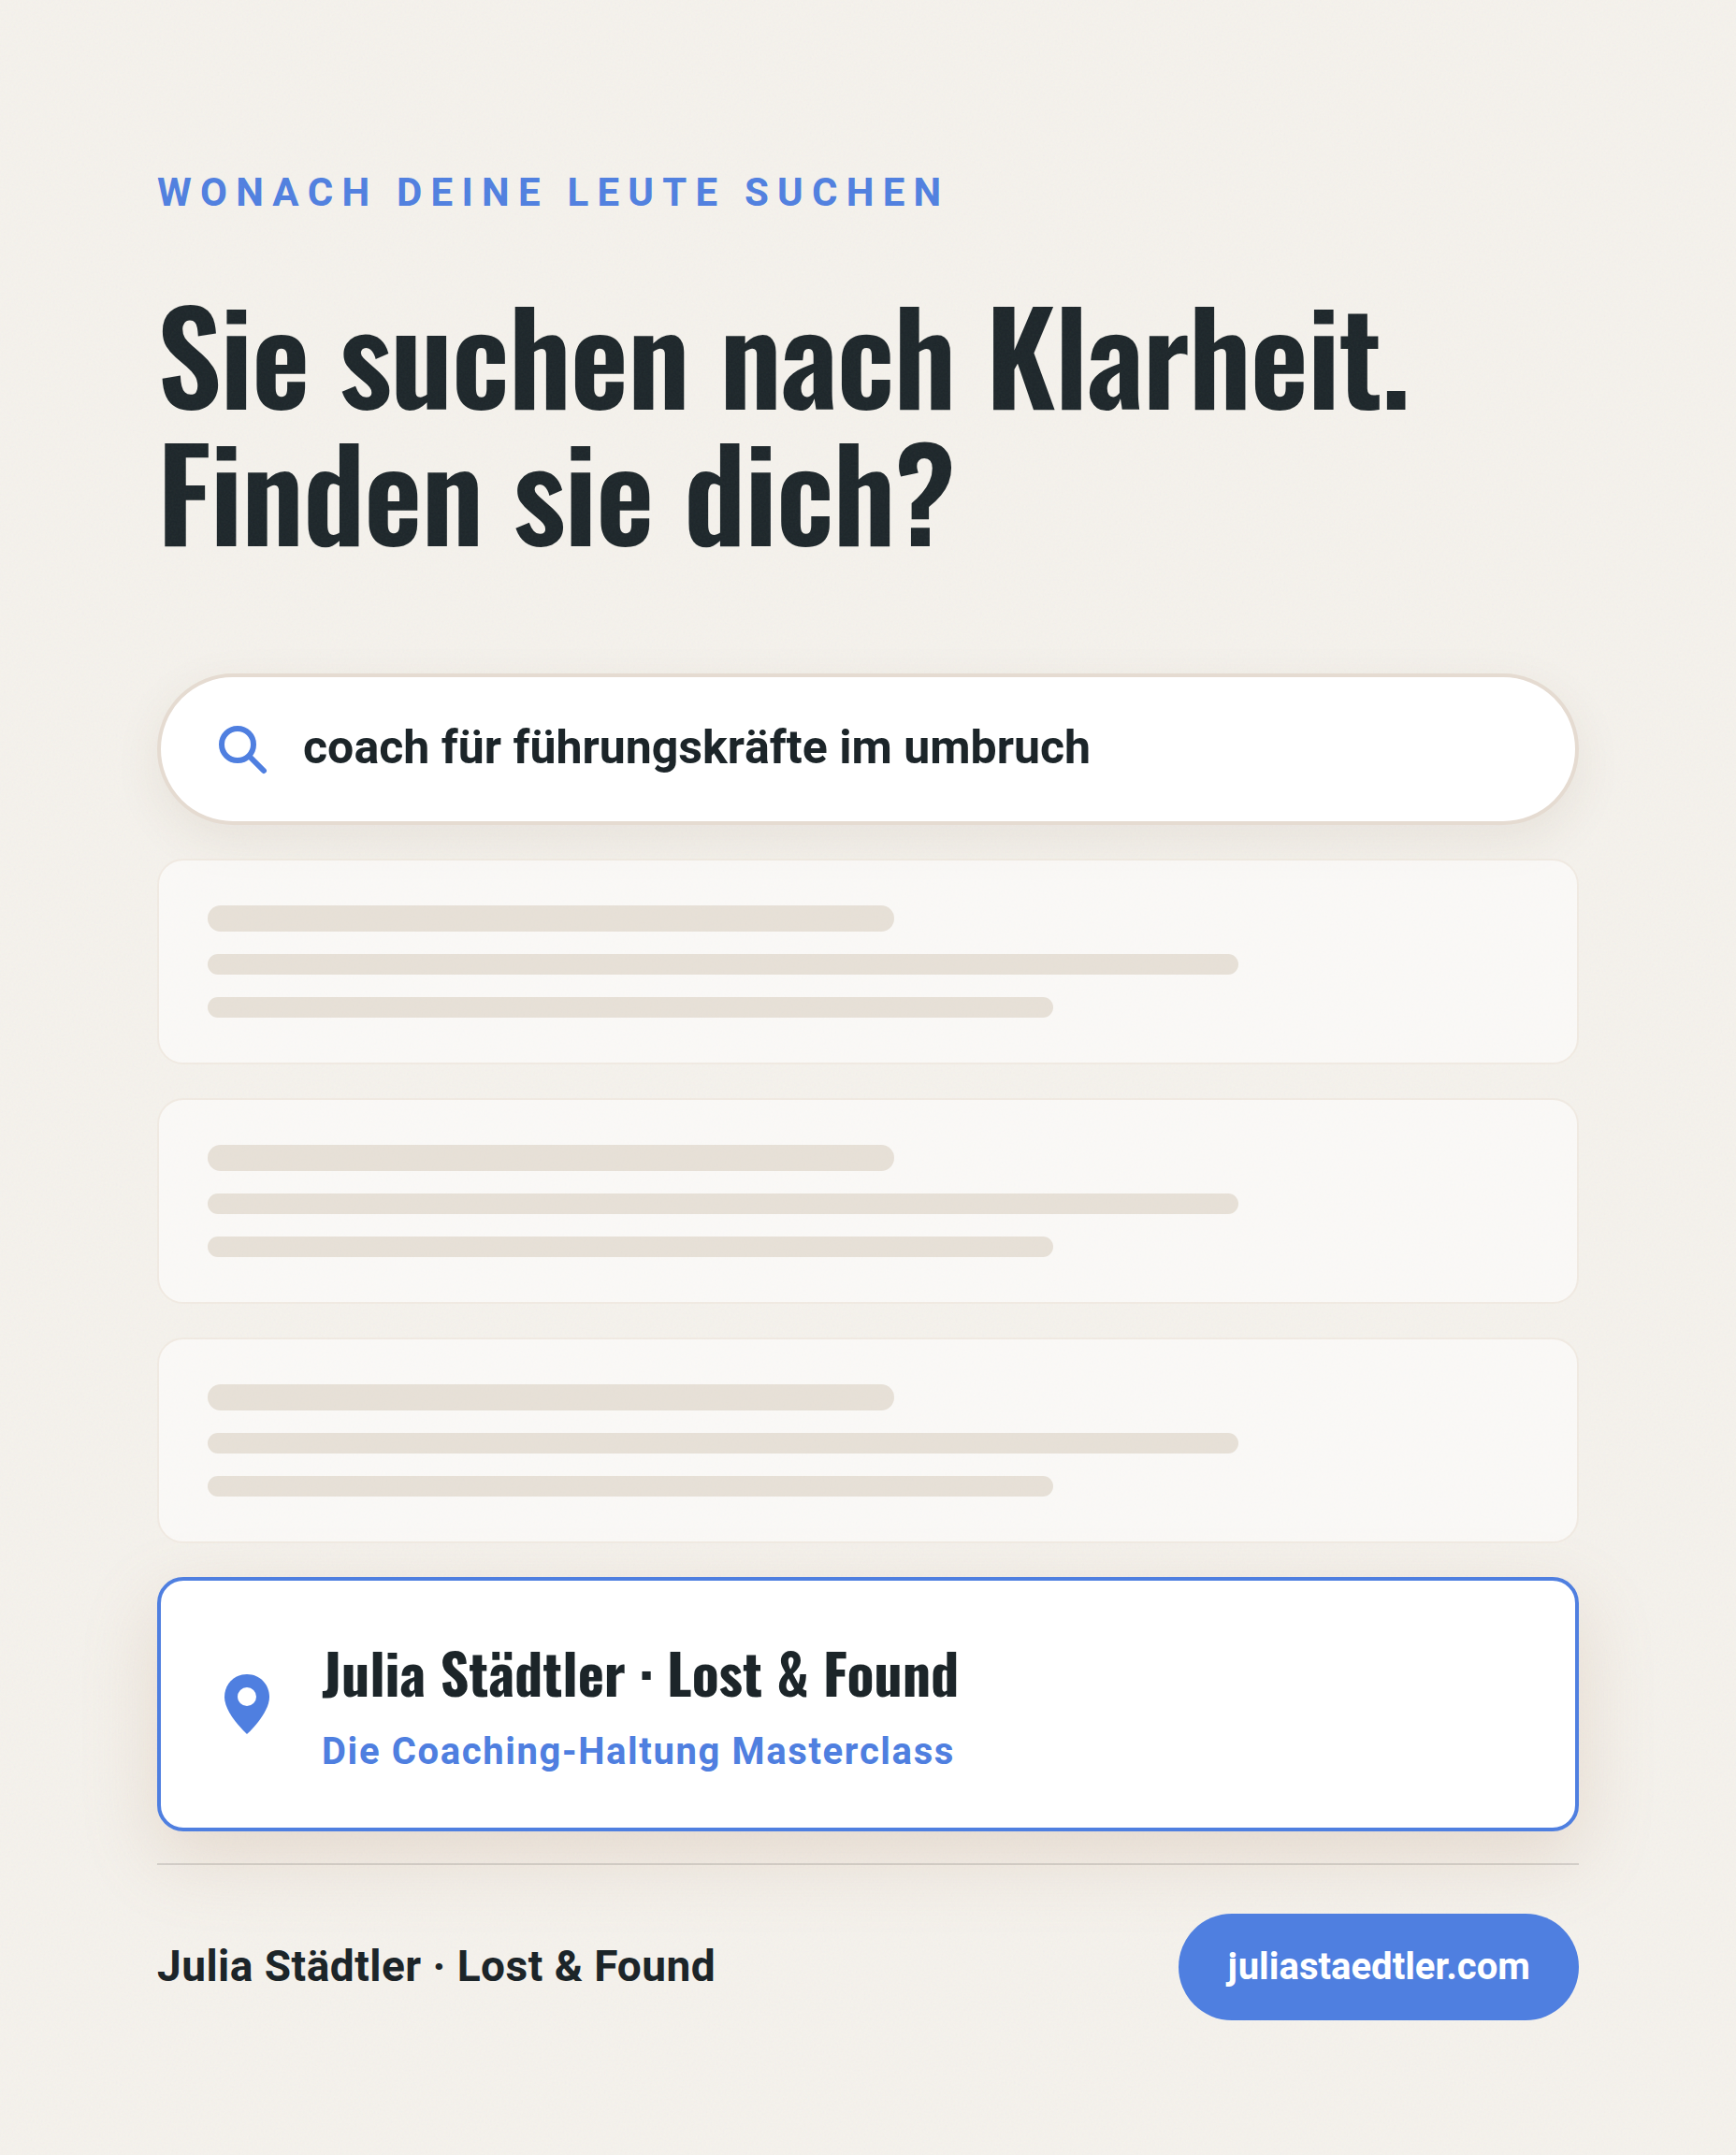 WONACH DEINE LEUTE SUCHEN
Sie suchen nach Klarheit.
Finden sie dich?
coach für führungskräfte im umbruch
Julia Städtler · Lost & Found
Die Coaching-Haltung Masterclass
Julia Städtler · Lost & Found
juliastaedtler.com